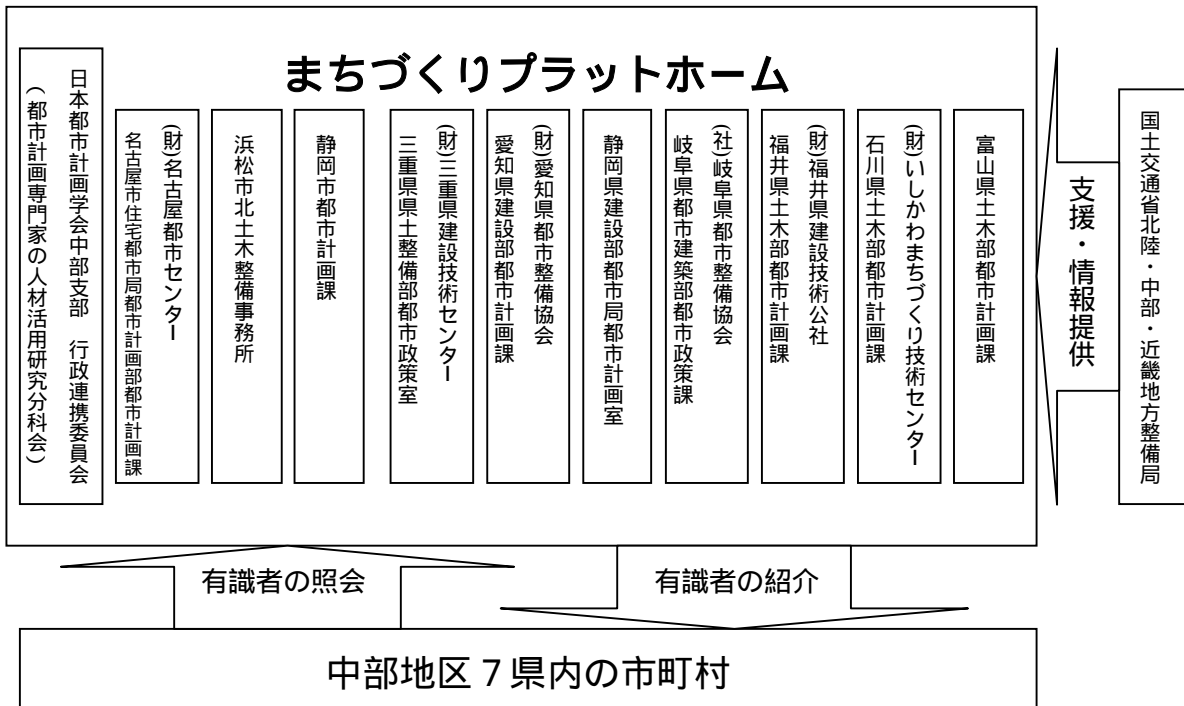 まちづくりプラットホーム
富山県土木部都市計画課
(財)いしかわまちづくり技術センター
石川県土木部都市計画課
(財)福井県建設技術公社
福井県土木部都市計画課
(社)岐阜県都市整備協会
岐阜県都市建築部都市政策課
静岡県建設部都市局都市計画室
(財)愛知県都市整備協会
愛知県建設部都市計画課
(財)三重県建設技術センター
三重県県土整備部都市政策室
静岡市都市計画課
浜松市北土木整備事務所
(財)名古屋都市センター
名古屋市住宅都市局都市計画部都市計画課
日本都市計画学会中部支部 行政連携委員会
(都市計画専門家の人材活用研究分科会)
支援・情報提供
国土交通省北陸・中部・近畿地方整備局
有識者の照会
有識者の紹介
中部地区７県内の市町村